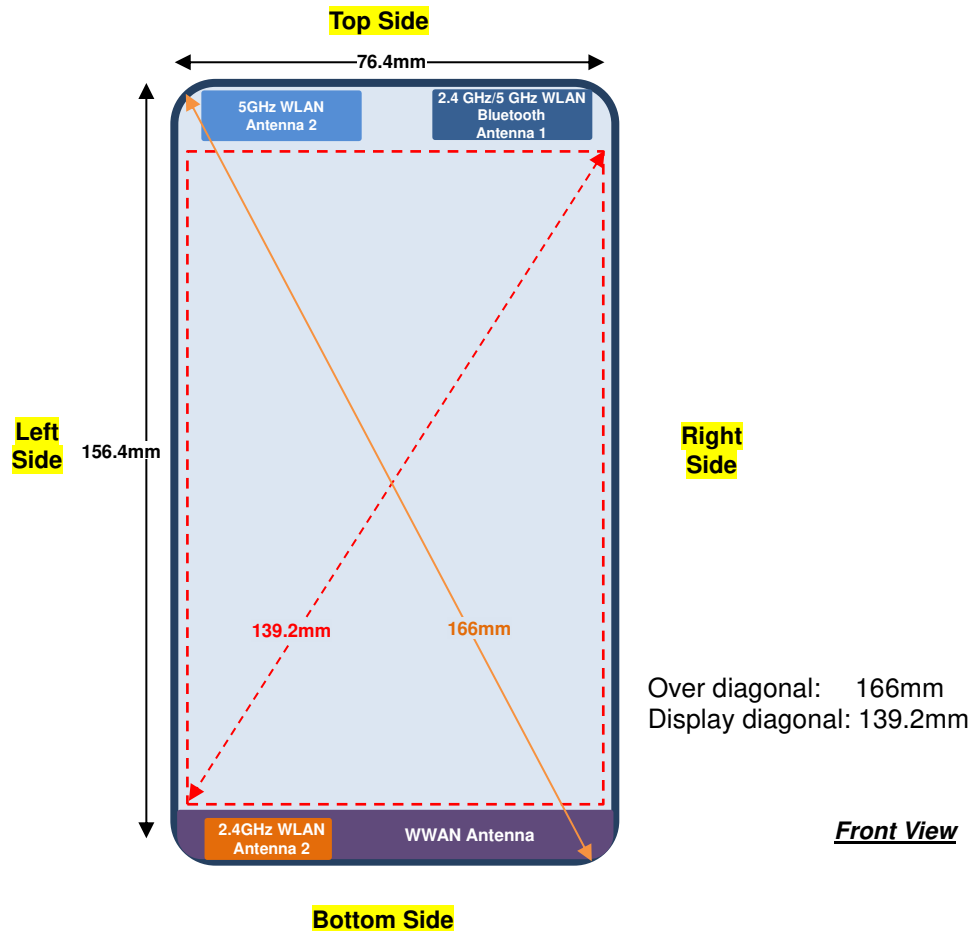 Top Side
76.4mm
5GHz WLAN
Antenna 2
2.4 GHz/5 GHz WLAN
Bluetooth
Antenna 1
Left
Side
156.4mm
Right
Side
139.2mm
166mm
Over diagonal: 166mm
Display diagonal: 139.2mm
2.4GHz WLAN
Antenna 2
WWAN Antenna
Front View
Bottom Side